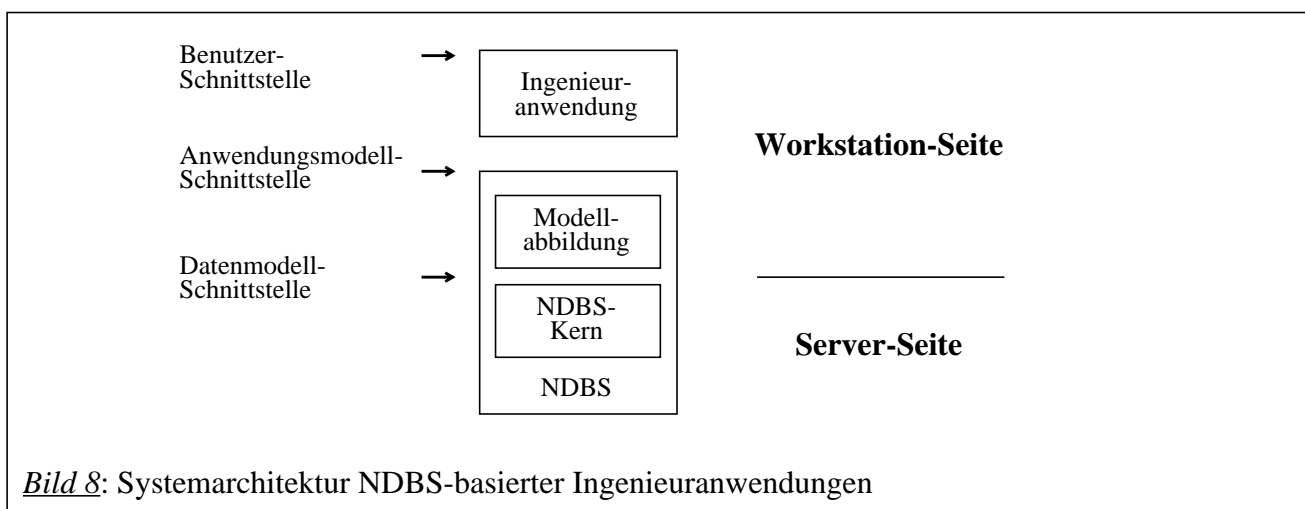 Benutzer-
Schnittstelle
Ingenieur-
anwendung
Workstation-Seite
Anwendungsmodell-
Schnittstelle
Modell-
abbildung
Datenmodell-
Schnittstelle
NDBS-
Kern
Server-Seite
NDBS
Bild 8: Systemarchitektur NDBS-basierter Ingenieuranwendungen